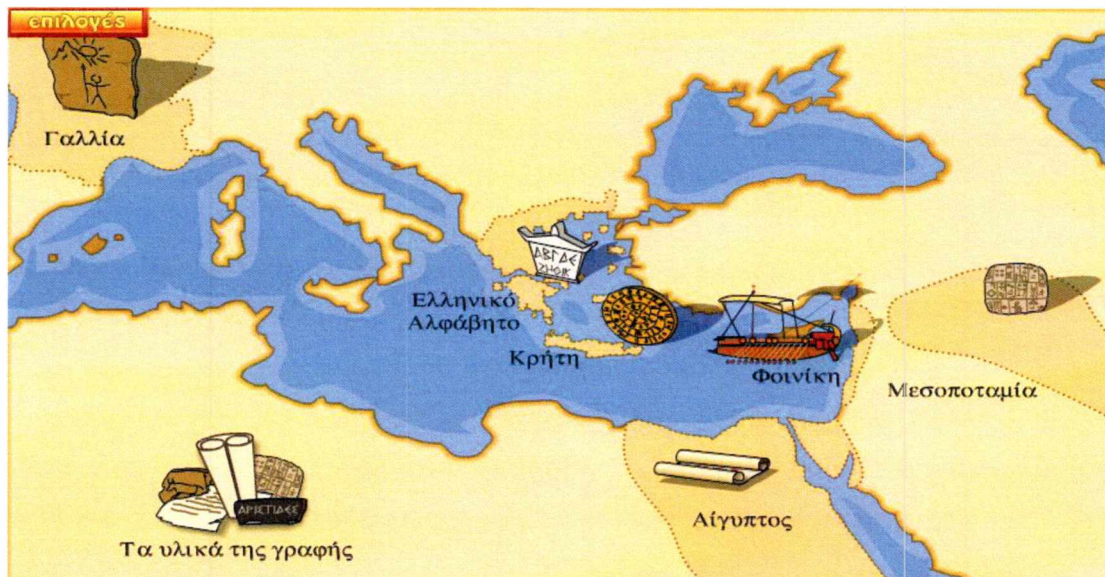 επιλογές
Γαλλία
ΑΒΓΔΕ
ΖΗΘΙΚ
Ελληνικό
Αλφάβητο
Κρήτη
Φοινίκη
Μεσοποταμία
Αίγυπτος
ΑΡΙΣΤΙΔΕΣ
Τα υλικά της γραφής